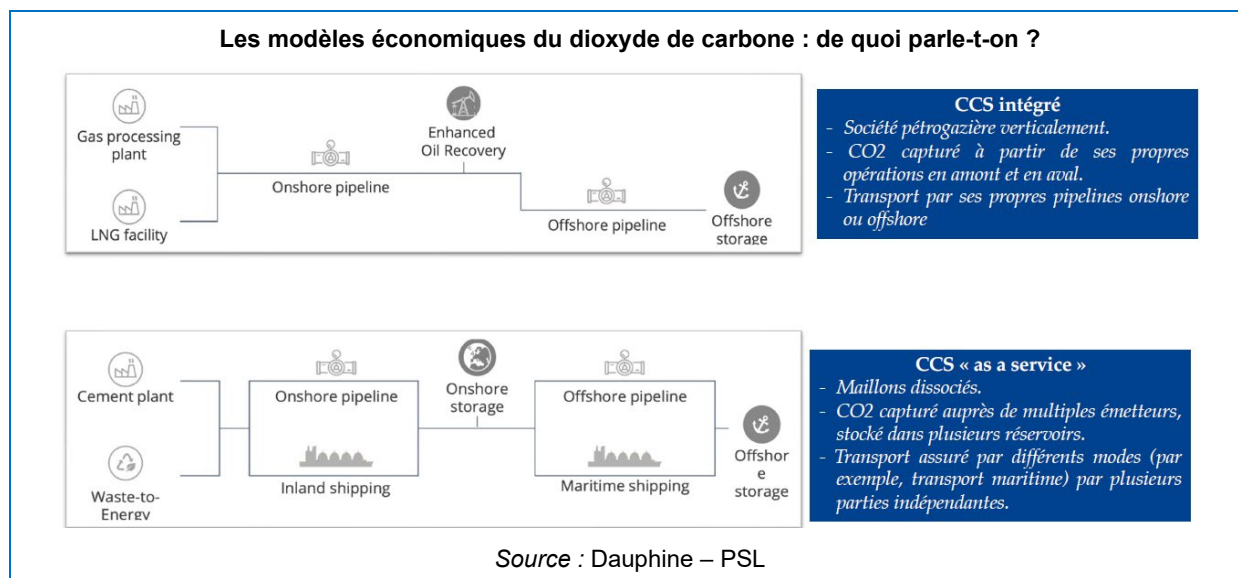 Les modèles économiques du dioxyde de carbone : de quoi parle-t-on ?
Gas processing
plant
LNG facility
Onshore pipeline
Enhanced
Oil Recovery
Offshore pipeline
Offshore
storage
CCS intégré
- Société pétrogazière verticalement.
- CO2 capturé à partir de ses propres
opérations en amont et en aval.
- Transport par ses propres pipelines onshore
ou offshore
Cement plant
Waste-to-
Energy
Onshore pipeline
Inland shipping
Onshore
storage
Offshore pipeline
Maritime shipping
Offshor
e
storage
CCS « as a service »
- Maillons dissociés.
- CO2 capturé auprès de multiples émetteurs,
stocké dans plusieurs réservoirs.
- Transport assuré par différents modes (par
exemple, transport maritime) par plusieurs
parties indépendantes.
Source : Dauphine – PSL